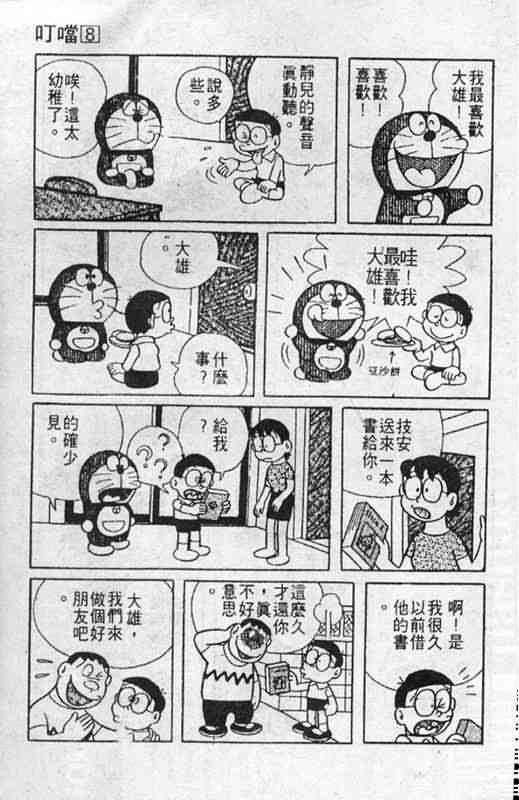 叮噹8
我最喜歡
大雄！
喜歡！
喜歡！
靜兒的聲音
眞動聽。
說多
些。
唉！這太
幼稚了。
哇！我
最喜歡
大雄！
豆沙餅
大雄
。
什麼
事？
技安
送來一本
書給你。
給我
？
???
的確少
見。
啊！是
我很久
以前借
他的書
。
這麼久
才還你
，眞
不好
意思
。
大雄，
我們來
做個好
朋友吧
。